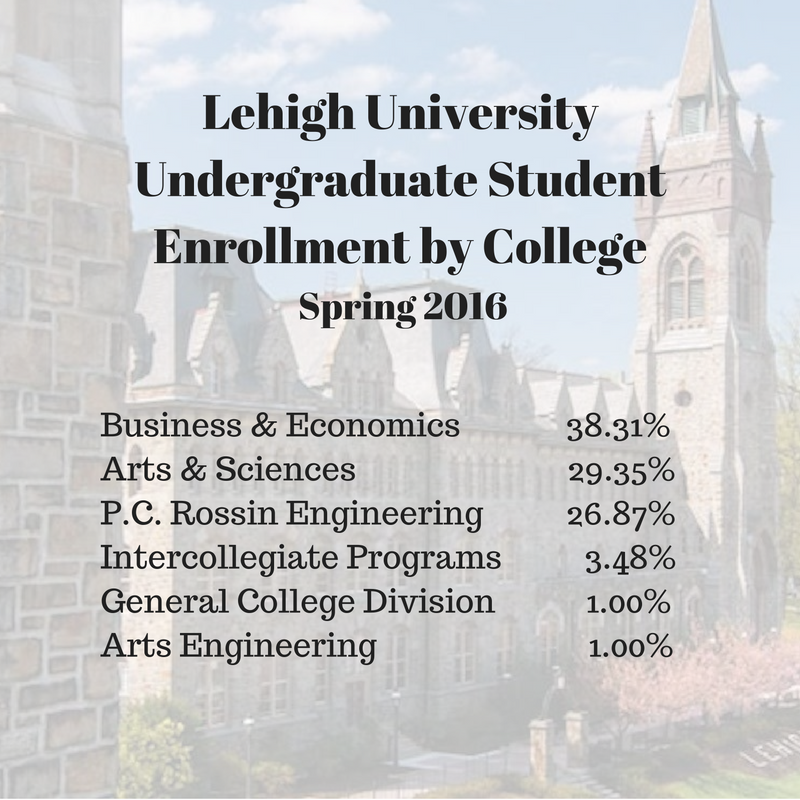 Lehigh University
Undergraduate Student
Enrollment by College
Spring 2016
Business & Economics 38.31%
Arts & Sciences 29.35%
P.C. Rossin Engineering 26.87%
Intercollegiate Programs 3.48%
General College Division 1.00%
Arts Engineering 1.00%